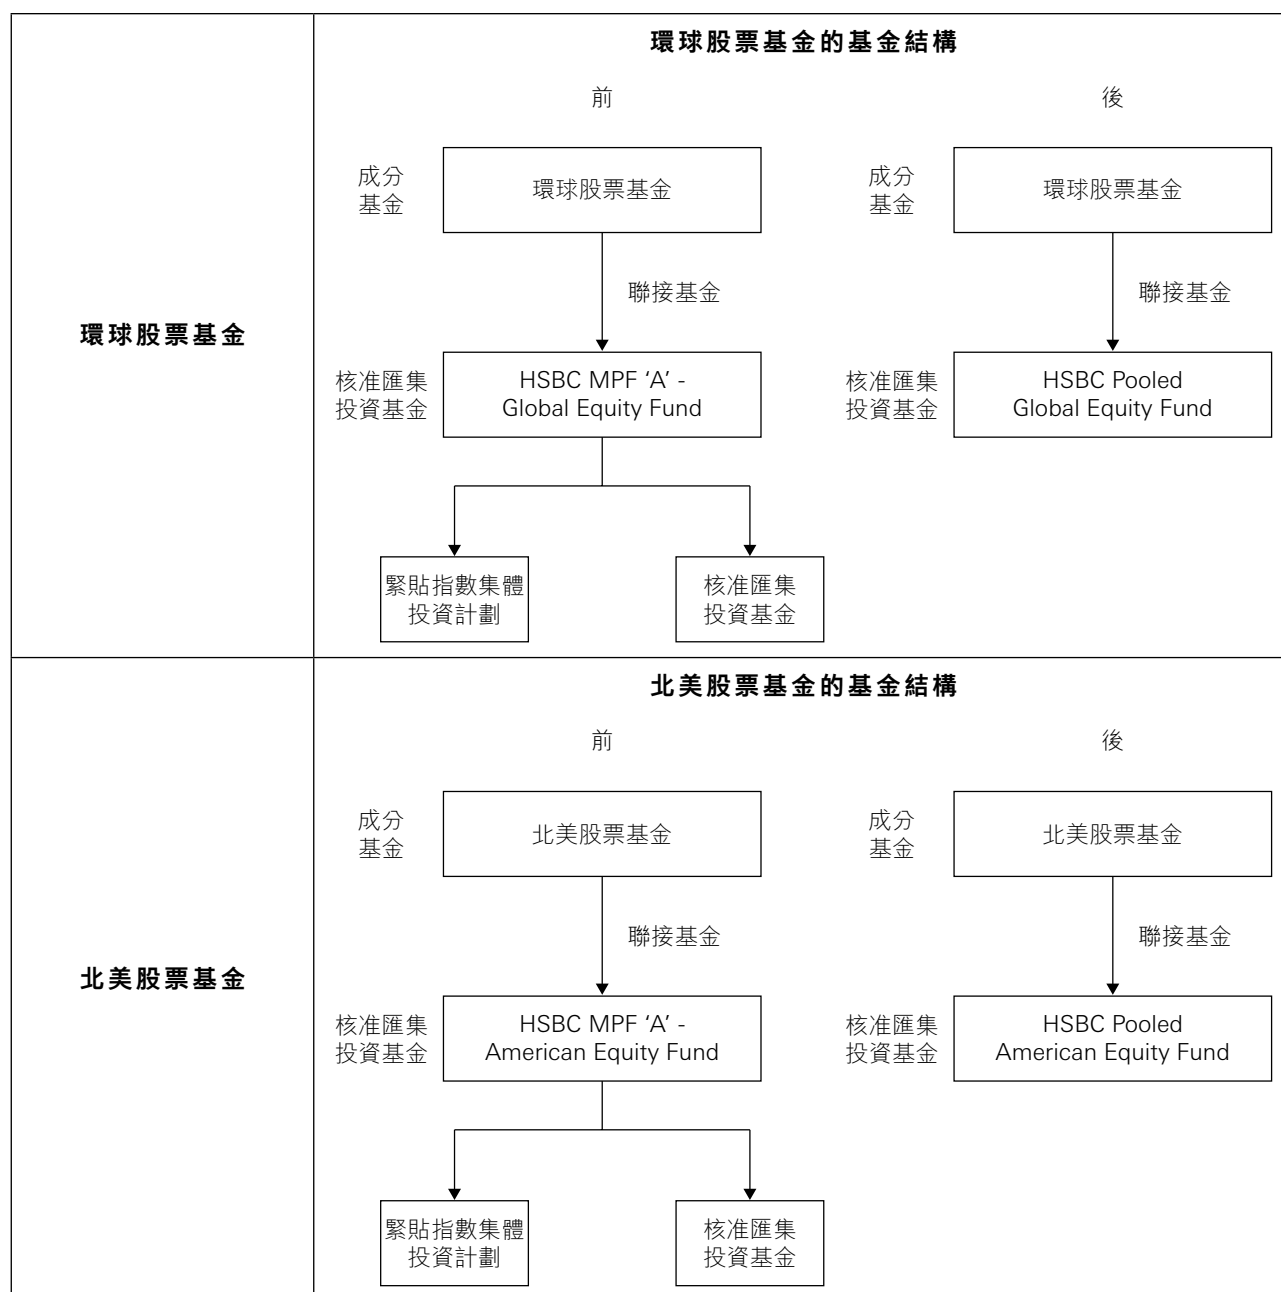 環球股票基金
環球股票基金的基金結構
前
後
成分
基金
環球股票基金
成分
基金
環球股票基金
聯接基金
聯接基金
核准匯集
投資基金
HSBC MPF ‘A’ -
Global Equity Fund
核准匯集
投資基金
HSBC Pooled
Global Equity Fund
緊貼指數集體
投資計劃
核准匯集
投資基金
北美股票基金
北美股票基金的基金結構
前
後
成分
基金
北美股票基金
成分
基金
北美股票基金
聯接基金
聯接基金
核准匯集
投資基金
HSBC MPF ‘A’ -
American Equity Fund
核准匯集
投資基金
HSBC Pooled
American Equity Fund
緊貼指數集體
投資計劃
核准匯集
投資基金